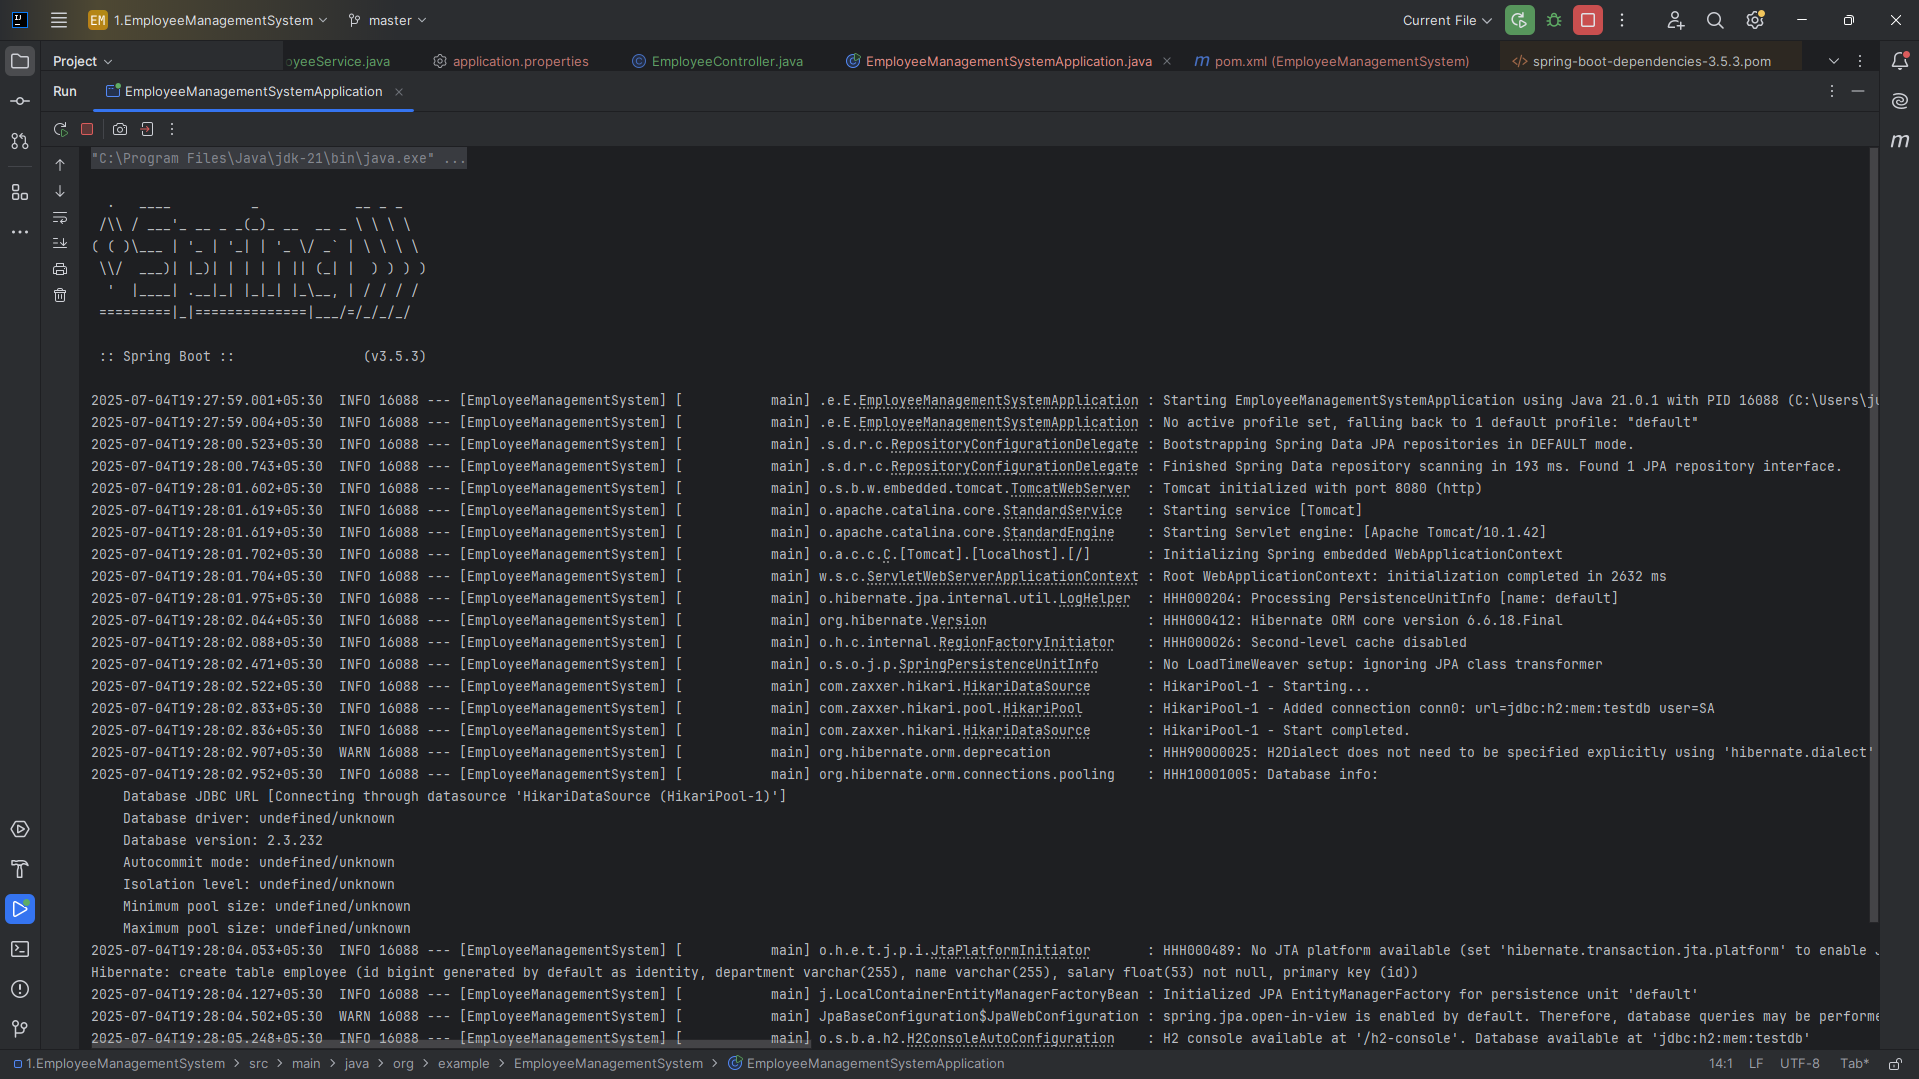 EM 1.EmployeeManagementSystem master Current File
Project oyeeService.java application.properties EmployeeController.java EmployeeManagementSystemApplication.java pom.xml (EmployeeManagementSystem) spring-boot-dependencies-3.5.3.pom
Run EmployeeManagementSystemApplication
"C:\Program Files\Java\jdk-21\bin\java.exe" ...
  .   ____          _            __ _ _
 /\\ / ___'_ __ _ _(_)_ __  __ _ \ \ \ \
( ( )\___ | '_ | '_| | '_ \/ _` | \ \ \ \
 \\/  ___)| |_)| | | | | || (_| |  ) ) ) )
  '  |____| .__|_| |_|_| |_\__, | / / / /
 =========|_|==============|___/=/_/_/_/
 :: Spring Boot ::                (v3.5.3)
2025-07-04T19:27:59.001+05:30  INFO 16088 --- [EmployeeManagementSystem] [           main] .e.E.EmployeeManagementSystemApplication : Starting EmployeeManagementSystemApplication using Java 21.0.1 with PID 16088 (C:\Users\ju
2025-07-04T19:27:59.004+05:30  INFO 16088 --- [EmployeeManagementSystem] [           main] .e.E.EmployeeManagementSystemApplication : No active profile set, falling back to 1 default profile: "default"
2025-07-04T19:28:00.523+05:30  INFO 16088 --- [EmployeeManagementSystem] [           main] .s.d.r.c.RepositoryConfigurationDelegate : Bootstrapping Spring Data JPA repositories in DEFAULT mode.
2025-07-04T19:28:00.743+05:30  INFO 16088 --- [EmployeeManagementSystem] [           main] .s.d.r.c.RepositoryConfigurationDelegate : Finished Spring Data repository scanning in 193 ms. Found 1 JPA repository interface.
2025-07-04T19:28:01.602+05:30  INFO 16088 --- [EmployeeManagementSystem] [           main] o.s.b.w.embedded.tomcat.TomcatWebServer  : Tomcat initialized with port 8080 (http)
2025-07-04T19:28:01.619+05:30  INFO 16088 --- [EmployeeManagementSystem] [           main] o.apache.catalina.core.StandardService   : Starting service [Tomcat]
2025-07-04T19:28:01.619+05:30  INFO 16088 --- [EmployeeManagementSystem] [           main] o.apache.catalina.core.StandardEngine    : Starting Servlet engine: [Apache Tomcat/10.1.42]
2025-07-04T19:28:01.702+05:30  INFO 16088 --- [EmployeeManagementSystem] [           main] o.a.c.c.C.[Tomcat].[localhost].[/]       : Initializing Spring embedded WebApplicationContext
2025-07-04T19:28:01.704+05:30  INFO 16088 --- [EmployeeManagementSystem] [           main] w.s.c.ServletWebServerApplicationContext : Root WebApplicationContext: initialization completed in 2632 ms
2025-07-04T19:28:01.975+05:30  INFO 16088 --- [EmployeeManagementSystem] [           main] o.hibernate.jpa.internal.util.LogHelper  : HHH000204: Processing PersistenceUnitInfo [name: default]
2025-07-04T19:28:02.044+05:30  INFO 16088 --- [EmployeeManagementSystem] [           main] org.hibernate.Version                    : HHH000412: Hibernate ORM core version 6.6.18.Final
2025-07-04T19:28:02.088+05:30  INFO 16088 --- [EmployeeManagementSystem] [           main] o.h.c.internal.RegionFactoryInitiator    : HHH000026: Second-level cache disabled
2025-07-04T19:28:02.471+05:30  INFO 16088 --- [EmployeeManagementSystem] [           main] o.s.o.j.p.SpringPersistenceUnitInfo      : No LoadTimeWeaver setup: ignoring JPA class transformer
2025-07-04T19:28:02.522+05:30  INFO 16088 --- [EmployeeManagementSystem] [           main] com.zaxxer.hikari.HikariDataSource       : HikariPool-1 - Starting...
2025-07-04T19:28:02.833+05:30  INFO 16088 --- [EmployeeManagementSystem] [           main] com.zaxxer.hikari.pool.HikariPool        : HikariPool-1 - Added connection conn0: url=jdbc:h2:mem:testdb user=SA
2025-07-04T19:28:02.836+05:30  INFO 16088 --- [EmployeeManagementSystem] [           main] com.zaxxer.hikari.HikariDataSource       : HikariPool-1 - Start completed.
2025-07-04T19:28:02.907+05:30  WARN 16088 --- [EmployeeManagementSystem] [           main] org.hibernate.orm.deprecation            : HHH90000025: H2Dialect does not need to be specified explicitly using 'hibernate.dialect'
2025-07-04T19:28:02.952+05:30  INFO 16088 --- [EmployeeManagementSystem] [           main] org.hibernate.orm.connections.pooling    : HHH10001005: Database info:
    Database JDBC URL [Connecting through datasource 'HikariDataSource (HikariPool-1)']
    Database driver: undefined/unknown
    Database version: 2.3.232
    Autocommit mode: undefined/unknown
    Isolation level: undefined/unknown
    Minimum pool size: undefined/unknown
    Maximum pool size: undefined/unknown
2025-07-04T19:28:04.053+05:30  INFO 16088 --- [EmployeeManagementSystem] [           main] o.h.e.t.j.p.i.JtaPlatformInitiator       : HHH000489: No JTA platform available (set 'hibernate.transaction.jta.platform' to enable J
Hibernate: create table employee (id bigint generated by default as identity, department varchar(255), name varchar(255), salary float(53) not null, primary key (id))
2025-07-04T19:28:04.127+05:30  INFO 16088 --- [EmployeeManagementSystem] [           main] j.LocalContainerEntityManagerFactoryBean : Initialized JPA EntityManagerFactory for persistence unit 'default'
2025-07-04T19:28:04.502+05:30  WARN 16088 --- [EmployeeManagementSystem] [           main] JpaBaseConfiguration$JpaWebConfiguration : spring.jpa.open-in-view is enabled by default. Therefore, database queries may be performe
2025-07-04T19:28:05.248+05:30  INFO 16088 --- [EmployeeManagementSystem] [           main] o.s.b.a.h2.H2ConsoleAutoConfiguration    : H2 console available at '/h2-console'. Database available at 'jdbc:h2:mem:testdb'
1.EmployeeManagementSystem > src > main > java > org > example > EmployeeManagementSystem > EmployeeManagementSystemApplication 14:1 LF UTF-8 Tab*